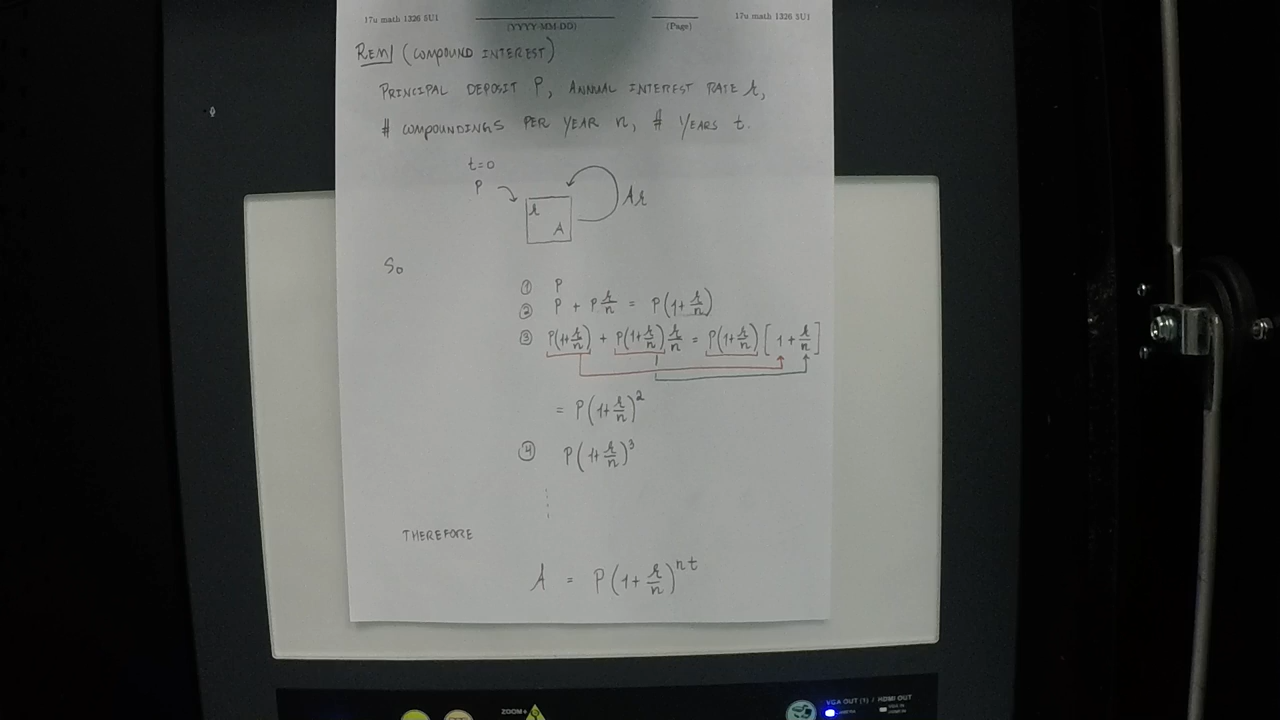 17u math 1326 5U1 (YYYY-MM-DD) (Page) 17u math 1326 5U1
REM/ (COMPOUND INTEREST)
PRINCIPAL DEPOSIT P, ANNUAL INTEREST RATE r,
# COMPOUNDINGS PER YEAR n, # YEARS t.
t=0
P
r
A
Ar
So
① P
② P + P r/n = P(1+r/n)
③ P(1+r/n) + P(1+r/n) r/n = P(1+r/n)[1+r/n]
= P(1+r/n)²
④ P(1+r/n)³
THEREFORE
A = P(1+r/n)^nt
ZOOM+
VGA OUT (1) / HDMI OUT